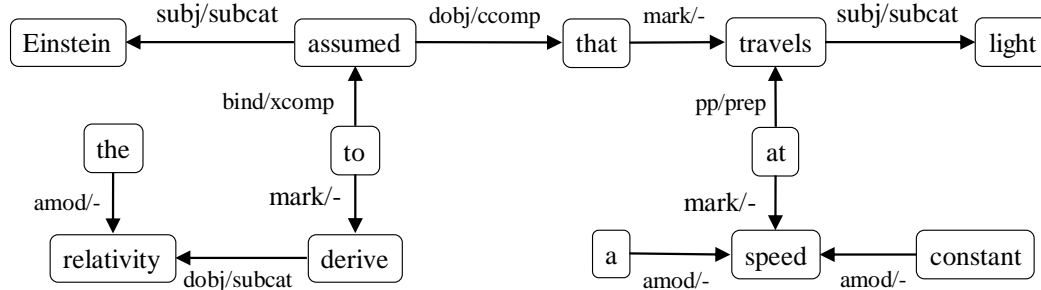 subj/subcat dobj/ccomp mark/- subj/subcat
Einstein assumed that travels light
bind/xcomp pp/prep
the to at
amod/- mark/- mark/-
relativity derive a speed constant
dobj/subcat amod/- amod/-